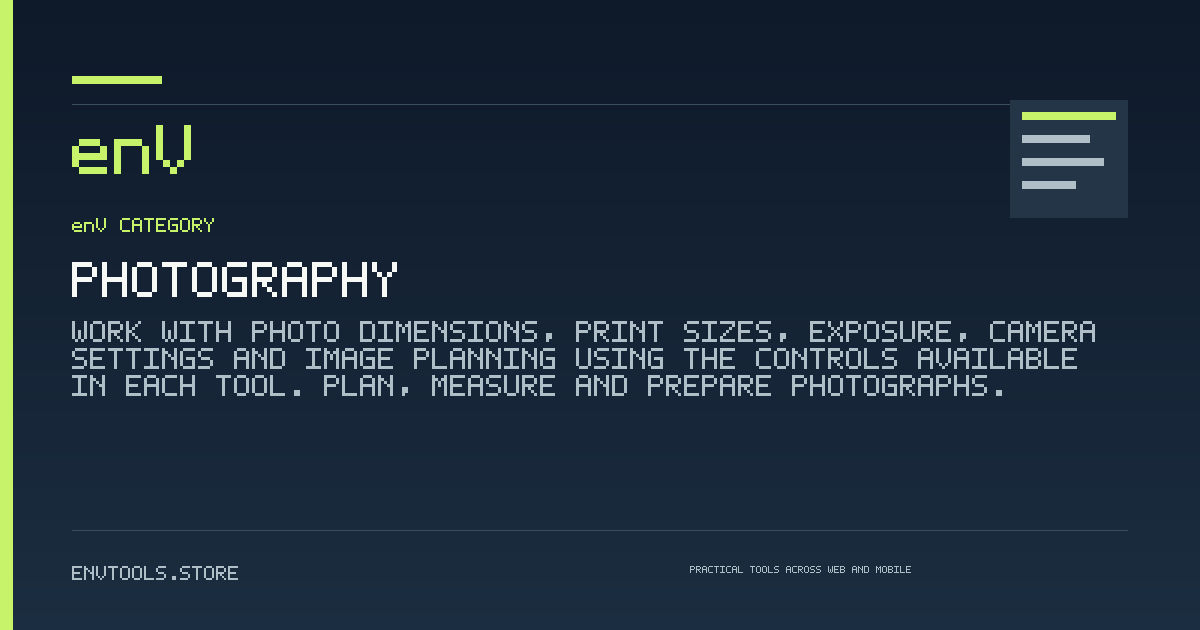 enV
enV CATEGORY
PHOTOGRAPHY
WORK WITH PHOTO DIMENSIONS, PRINT SIZES, EXPOSURE, CAMERA
SETTINGS AND IMAGE PLANNING USING THE CONTROLS AVAILABLE
IN EACH TOOL. PLAN, MEASURE AND PREPARE PHOTOGRAPHS.
ENVTOOLS.STORE
PRACTICAL TOOLS ACROSS WEB AND MOBILE